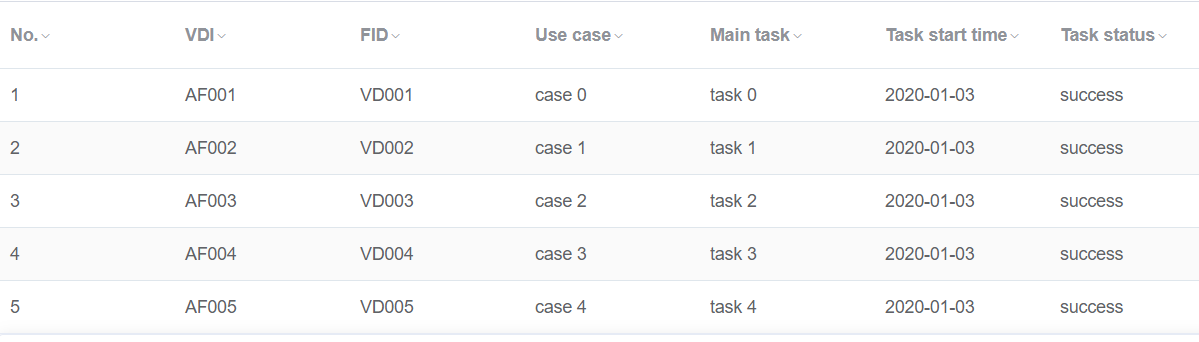 No. VDI FID Use case Main task Task start time Task status
1 AF001 VD001 case 0 task 0 2020-01-03 success
2 AF002 VD002 case 1 task 1 2020-01-03 success
3 AF003 VD003 case 2 task 2 2020-01-03 success
4 AF004 VD004 case 3 task 3 2020-01-03 success
5 AF005 VD005 case 4 task 4 2020-01-03 success